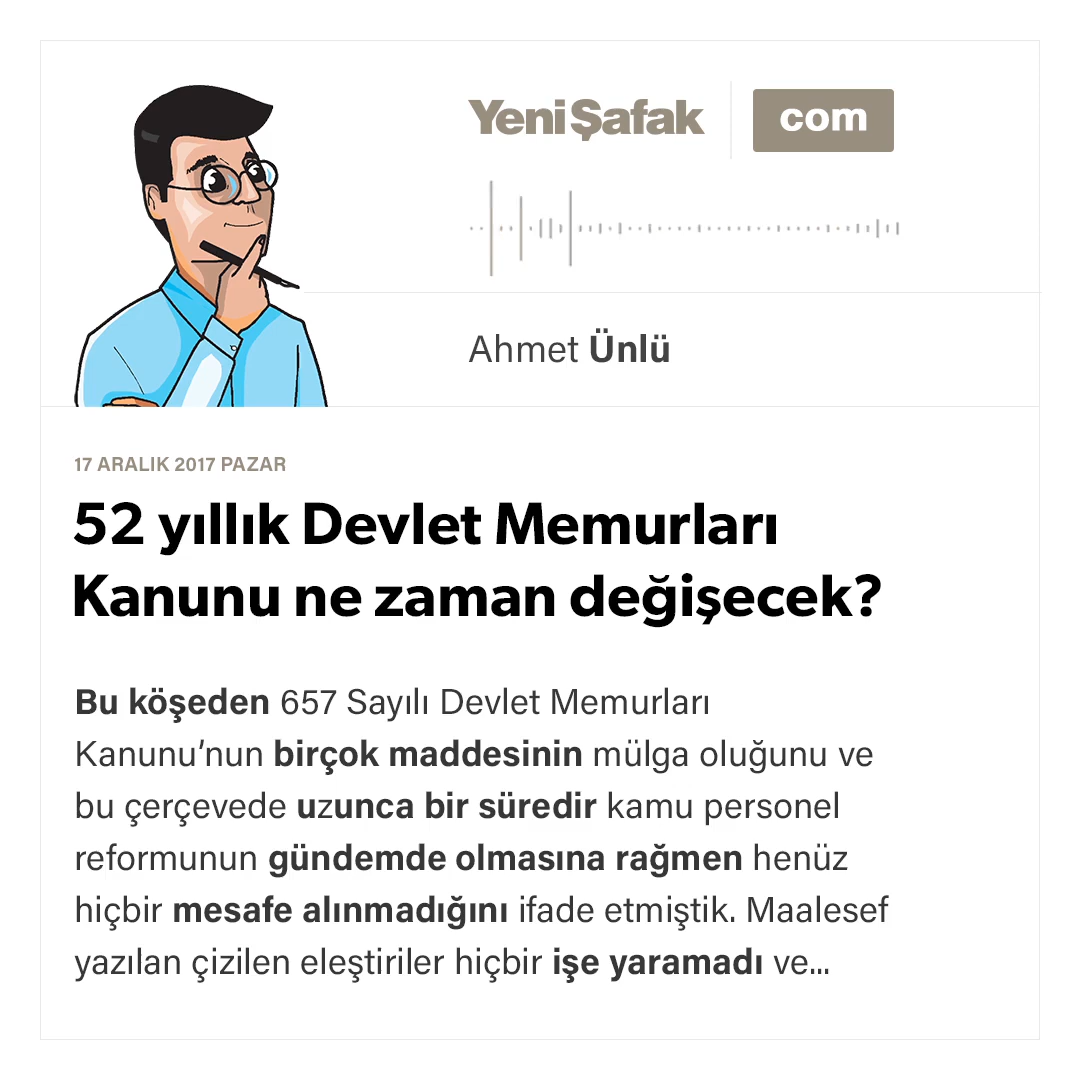 YeniŞafak com
Ahmet Ünlü
17 ARALIK 2017 PAZAR
52 yıllık Devlet Memurları
Kanunu ne zaman değişecek?
Bu köşeden 657 Sayılı Devlet Memurları
Kanunu’nun birçok maddesinin mülga oluğunu ve
bu çerçevede uzunca bir süredir kamu personel
reformunun gündemde olmasına rağmen henüz
hiçbir mesafe alınmadığını ifade etmiştik. Maalesef
yazılan çizilen eleştiriler hiçbir işe yaramadı ve...